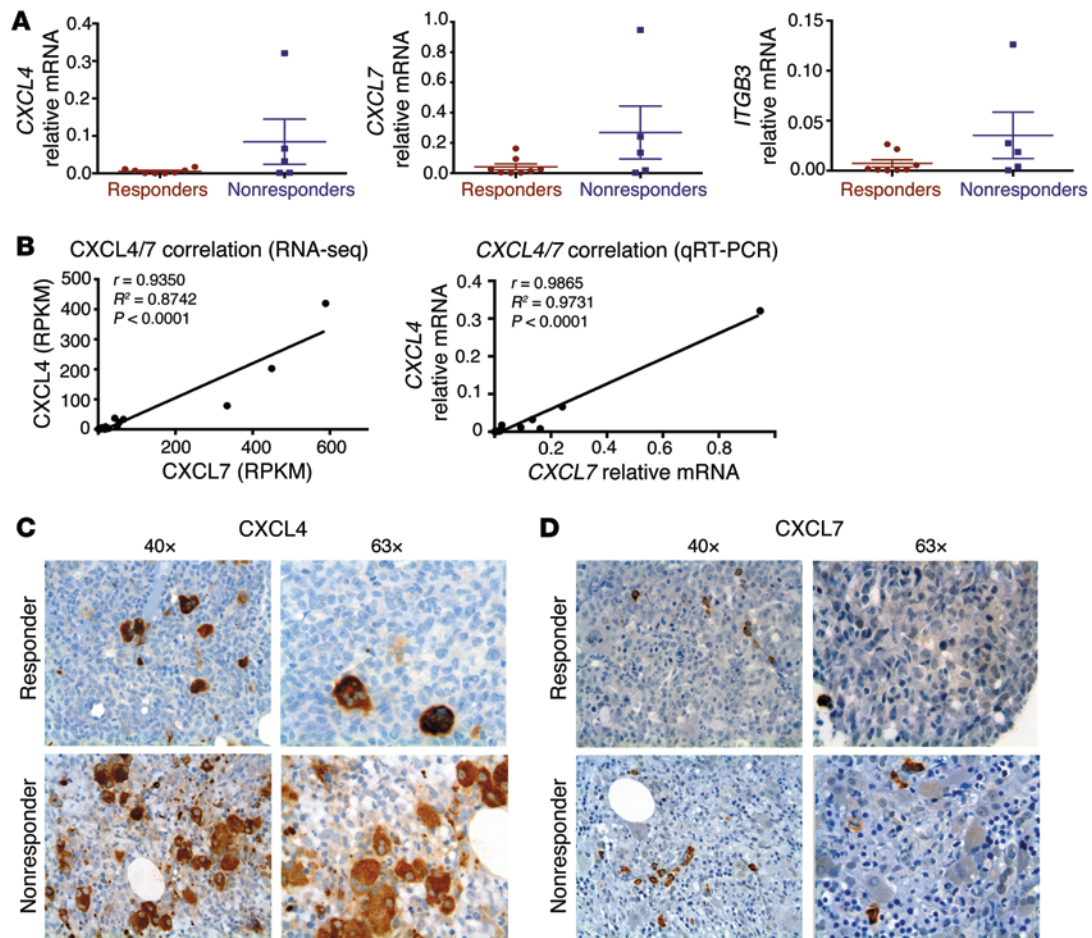 A
CXCL4
relative mRNA
0.4
0.3
0.2
0.1
0.0
Responders
Nonresponders
CXCL7
relative mRNA
1.0
0.8
0.6
0.4
0.2
0.0
Responders
Nonresponders
ITGB3
relative mRNA
0.15
0.10
0.05
0.00
Responders
Nonresponders
B
CXCL4/7 correlation (RNA-seq)
r = 0.9350
R² = 0.8742
P < 0.0001
CXCL4 (RPKM)
500
400
300
200
100
0
200
400
600
CXCL7 (RPKM)
CXCL4/7 correlation (qRT-PCR)
r = 0.9865
R² = 0.9731
P < 0.0001
CXCL4
relative mRNA
0.4
0.3
0.2
0.1
0
0.2
0.4
0.6
0.8
CXCL7 relative mRNA
C
CXCL4
40×
63×
Responder
Nonresponder
D
CXCL7
40×
63×
Responder
Nonresponder